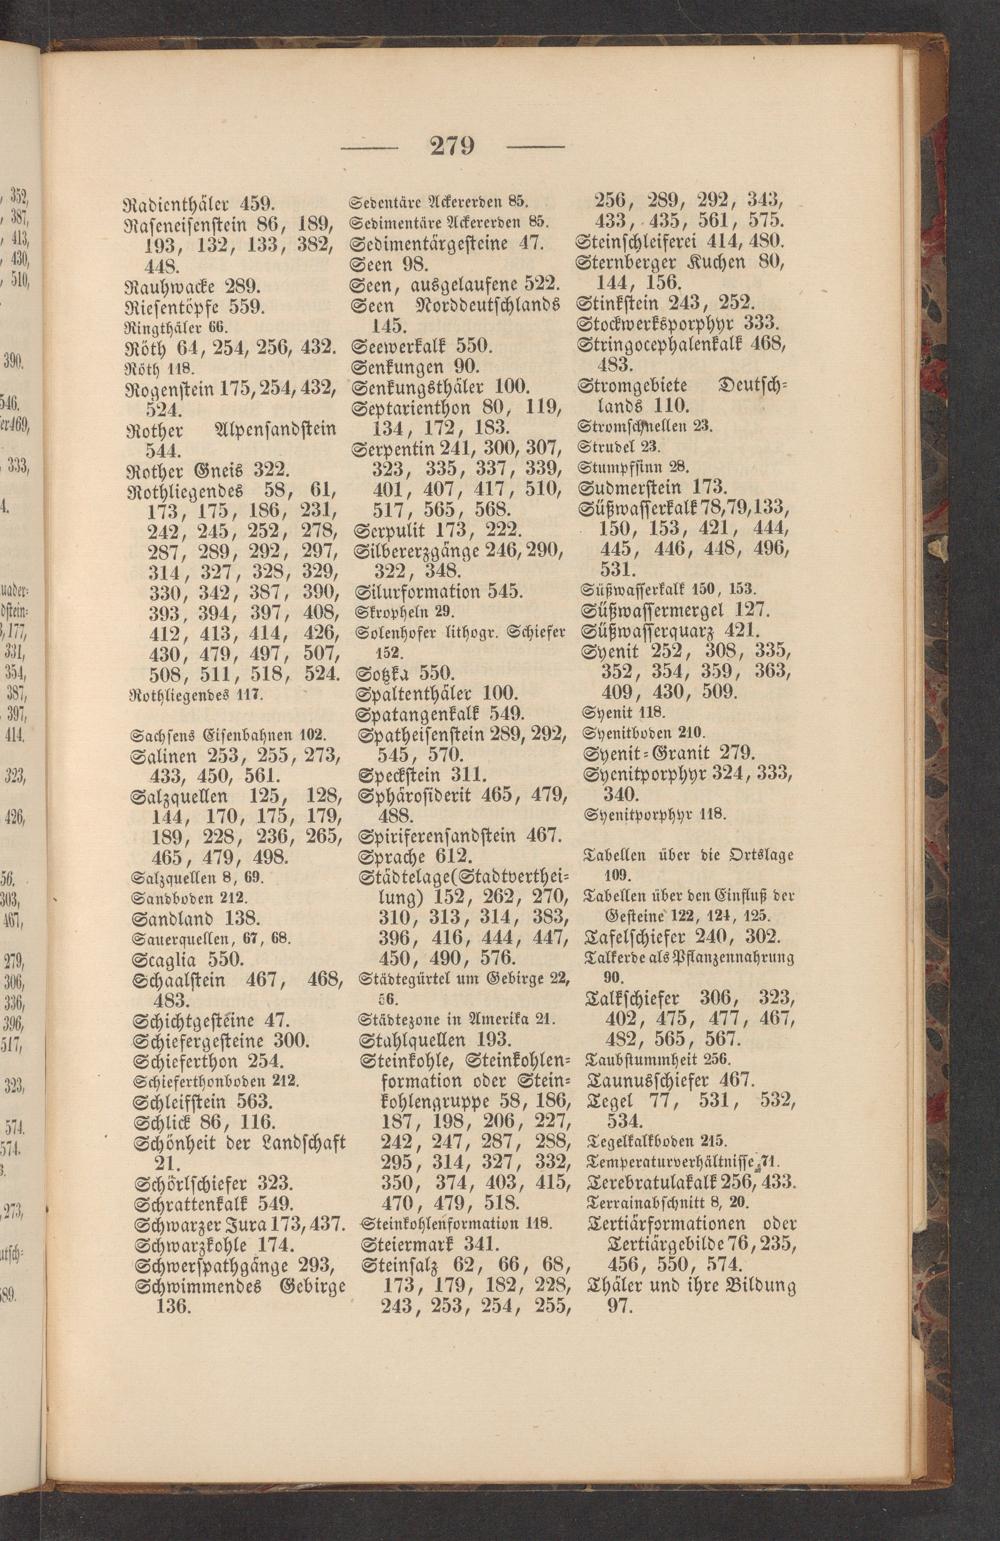 279
Radienthäler 459.
Raseneisenstein 86, 189,
193, 132, 133, 382,
448.
Rauhwacke 289.
Riesentöpfe 559.
Ringthäler 66.
Röth 64, 254, 256, 432.
Röth 118.
Rogenstein 175, 254, 432,
524.
Rother Alpensandstein
544.
Rother Gneis 322.
Rothliegendes 58, 61,
173, 175, 186, 231,
242, 245, 252, 278,
287, 289, 292, 297,
314, 327, 328, 329,
330, 342, 387, 390,
393, 394, 397, 408,
412, 413, 414, 426,
430, 479, 497, 507,
508, 511, 518, 524.
Rothliegendes 117.
Sachsens Eisenbahnen 102.
Salinen 253, 255, 273,
433, 450, 561.
Salzquellen 125, 128,
144, 170, 175, 179,
189, 228, 236, 265,
465, 479, 498.
Salzquellen 8, 69.
Sandboden 212.
Sandland 138.
Sauerquellen, 67, 68.
Scaglia 550.
Schaalstein 467, 468,
483.
Schichtgesteine 47.
Schiefergesteine 300.
Schieferthon 254.
Schieferthonboden 212.
Schleifstein 563.
Schlick 86, 116.
Schönheit der Landschaft
21.
Schörlschiefer 323.
Schrattenkalk 549.
Schwarzer Jura 173, 437.
Schwarzkohle 174.
Schwerspathgänge 293,
Schwimmendes Gebirge
136.
Sedentäre Ackererden 85.
Sedimentäre Ackererden 85.
Sedimentärgesteine 47.
Seen 98.
Seen, ausgelaufene 522.
Seen Norddeutschlands
145.
Seewerkalk 550.
Senkungen 90.
Senkungsthäler 100.
Septarienthon 80, 119,
134, 172, 183.
Serpentin 241, 300, 307,
323, 335, 337, 339,
401, 407, 417, 510,
517, 565, 568.
Serpulit 173, 222.
Silbererzgänge 246, 290,
322, 348.
Silurformation 545.
Skropheln 29.
Solenhofer lithogr. Schiefer
152.
Sotzka 550.
Spaltenthäler 100.
Spatangenkalk 549.
Spatheisenstein 289, 292,
545, 570.
Speckstein 311.
Sphärosiderit 465, 479,
488.
Spiriferensandstein 467.
Sprache 612.
Städtelage (Stadtverthei=
lung) 152, 262, 270,
310, 313, 314, 383,
396, 416, 444, 447,
450, 490, 576.
Städtegürtel um Gebirge 22,
56.
Städtezone in Amerika 21.
Stahlquellen 193.
Steinkohle, Steinkohlen=
formation oder Stein=
kohlengruppe 58, 186,
187, 198, 206, 227,
242, 247, 287, 288,
295, 314, 327, 332,
350, 374, 403, 415,
470, 479, 518.
Steinkohlenformation 118.
Steiermark 341.
Steinsalz 62, 66, 68,
173, 179, 182, 228,
243, 253, 254, 255,
256, 289, 292, 343,
433, 435, 561, 575.
Steinschleiferei 414, 480.
Sternberger Kuchen 80,
144, 156.
Stinkstein 243, 252.
Stockwerksporphyr 333.
Stringocephalenkalk 468,
483.
Stromgebiete Deutsch=
lands 110.
Stromschnellen 23.
Strudel 23.
Stumpfsinn 28.
Sudmerstein 173.
Süßwasserkalk 78, 79, 133,
150, 153, 421, 444,
445, 446, 448, 496,
531.
Süßwasserkalk 150, 153.
Süßwassermergel 127.
Süßwasserquarz 421.
Syenit 252, 308, 335,
352, 354, 359, 363,
409, 430, 509.
Syenit 118.
Syenitboden 210.
Syenit=Granit 279.
Syenitporphyr 324, 333,
340.
Syenitporphyr 118.
Tabellen über die Ortslage
109.
Tabellen über den Einfluß der
Gesteine 122, 124, 125.
Tafelschiefer 240, 302.
Talkerde als Pflanzennahrung
90.
Talkschiefer 306, 323,
402, 475, 477, 467,
482, 565, 567.
Taubstummheit 256.
Taunusschiefer 467.
Tegel 77, 531, 532,
534.
Tegelkalkboden 215.
Temperaturverhältnisse 71.
Terebratulakalk 256, 433.
Terrainabschnitt 8, 20.
Tertiärformationen oder
Tertiärgebilde 76, 235,
456, 550, 574.
Thäler und ihre Bildung
97.